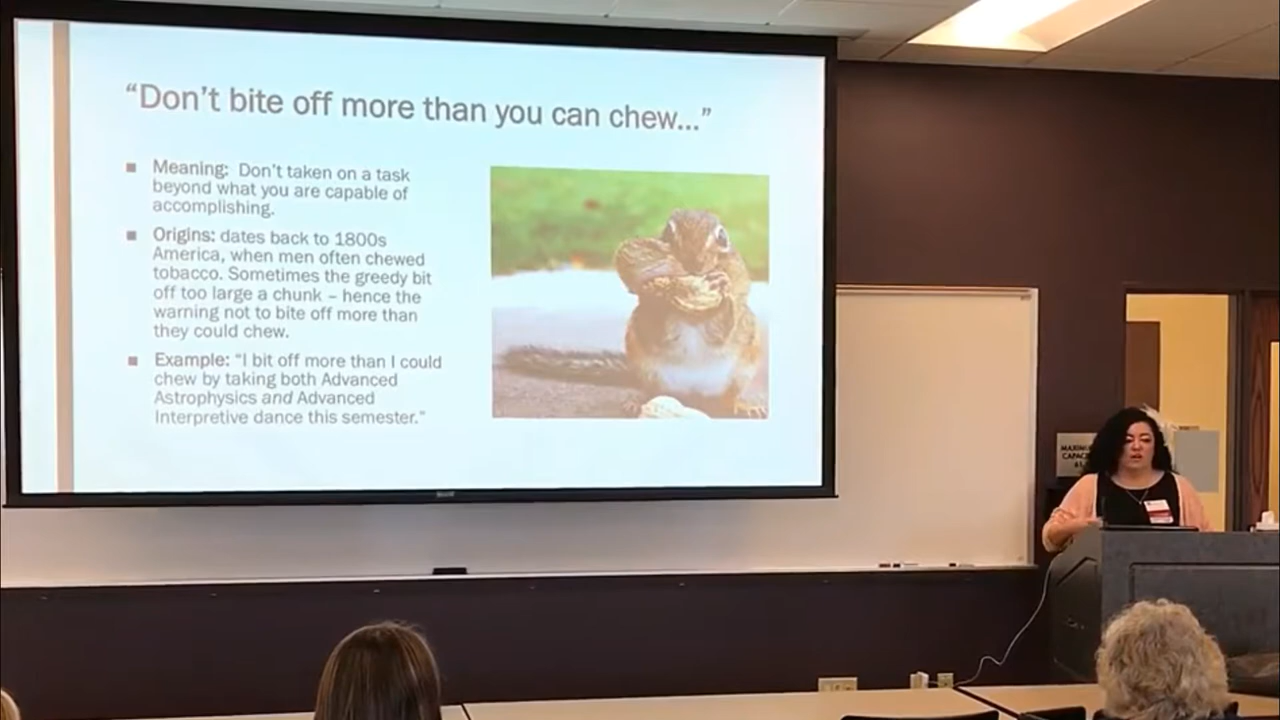 “Don’t bite off more than you can chew...”
Meaning: Don’t taken on a task
beyond what you are capable of
accomplishing.
Origins: dates back to 1800s
America, when men often chewed
tobacco. Sometimes the greedy bit
off too large a chunk – hence the
warning not to bite off more than
they could chew.
Example: “I bit off more than I could
chew by taking both Advanced
Astrophysics and Advanced
Interpretive dance this semester.”